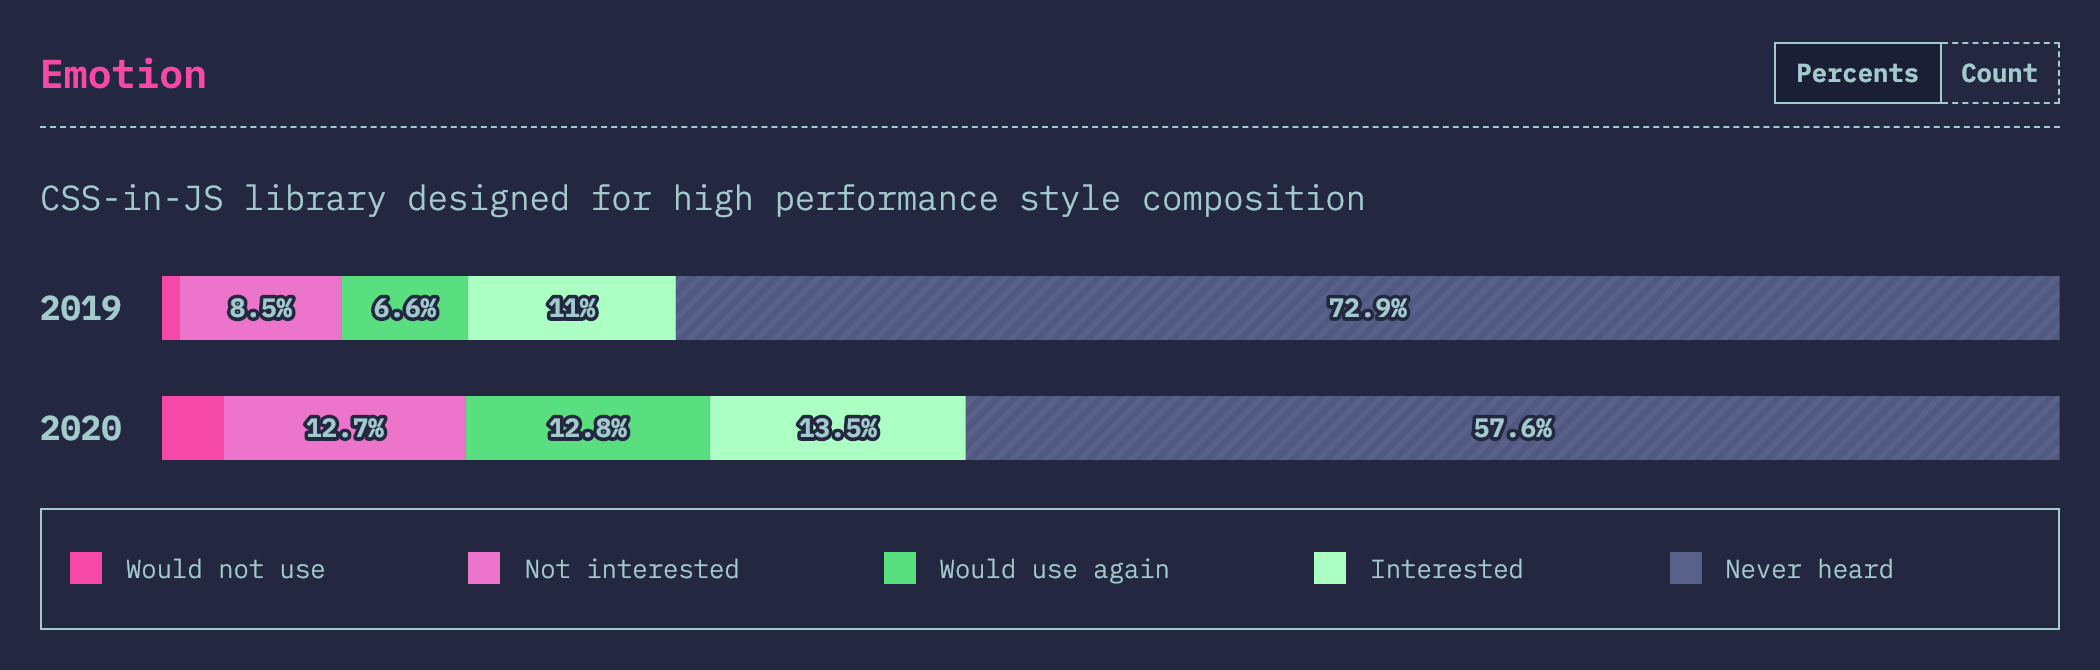 Emotion
Percents Count
CSS-in-JS library designed for high performance style composition
2019 8.5% 6.6% 11% 72.9%
2020 12.7% 12.8% 13.5% 57.6%
Would not use Not interested Would use again Interested Never heard